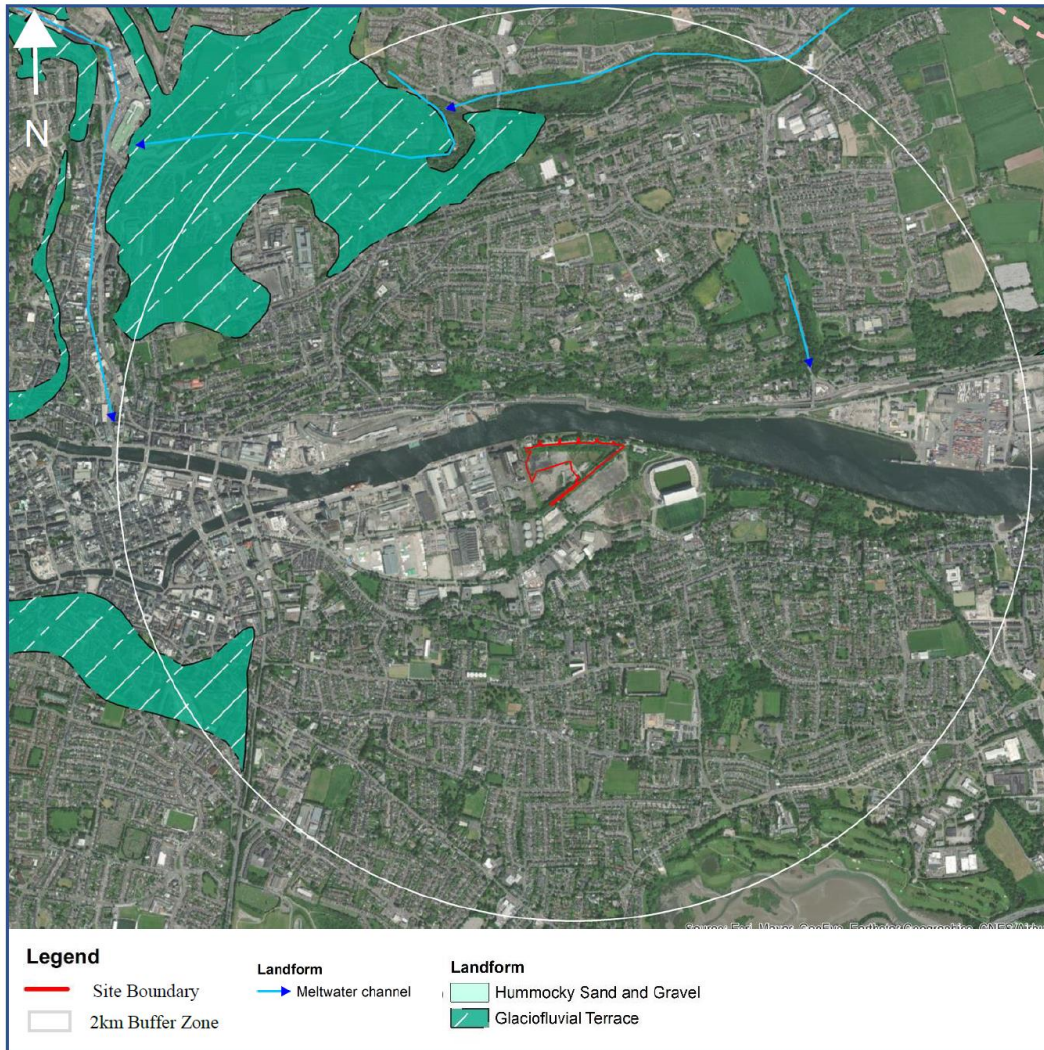 N
Legend
Site Boundary
2km Buffer Zone
Landform
Meltwater channel
Landform
Hummocky Sand and Gravel
Glaciofluvial Terrace